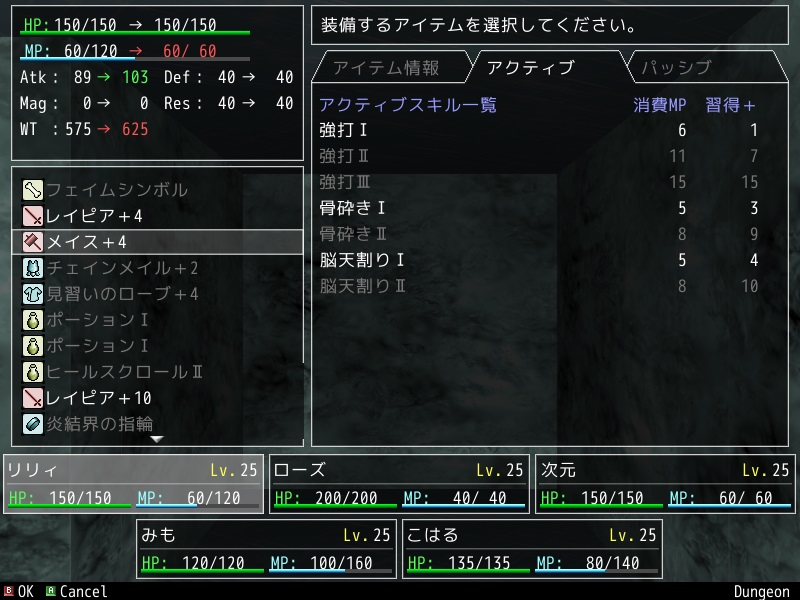 HP: 150/150 → 150/150
MP: 60/120 → 60/ 60
Atk: 89→ 103 Def: 40→ 40
Mag: 0→ 0 Res: 40→ 40
WT :575→ 625
装備するアイテムを選択してください。
アイテム情報 アクティブ パッシブ
アクティブスキル一覧 消費MP 習得＋
強打Ⅰ 6 1
強打Ⅱ 11 7
強打Ⅲ 15 15
骨砕きⅠ 5 3
骨砕きⅡ 8 9
脳天割りⅠ 5 4
脳天割りⅡ 8 10
フェイムシンボル
レイピア＋4
メイス＋4
チェインメイル＋2
見習いのローブ＋4
ポーションⅠ
ポーションⅠ
ヒールスクロールⅡ
レイピア＋10
炎結界の指輪
リリィ Lv.25
HP: 150/150 MP: 60/120
ローズ Lv.25
HP: 200/200 MP: 40/ 40
次元 Lv.25
HP: 150/150 MP: 60/ 60
みも Lv.25
HP: 120/120 MP: 100/160
こはる Lv.25
HP: 135/135 MP: 80/140
B OK A Cancel Dungeon